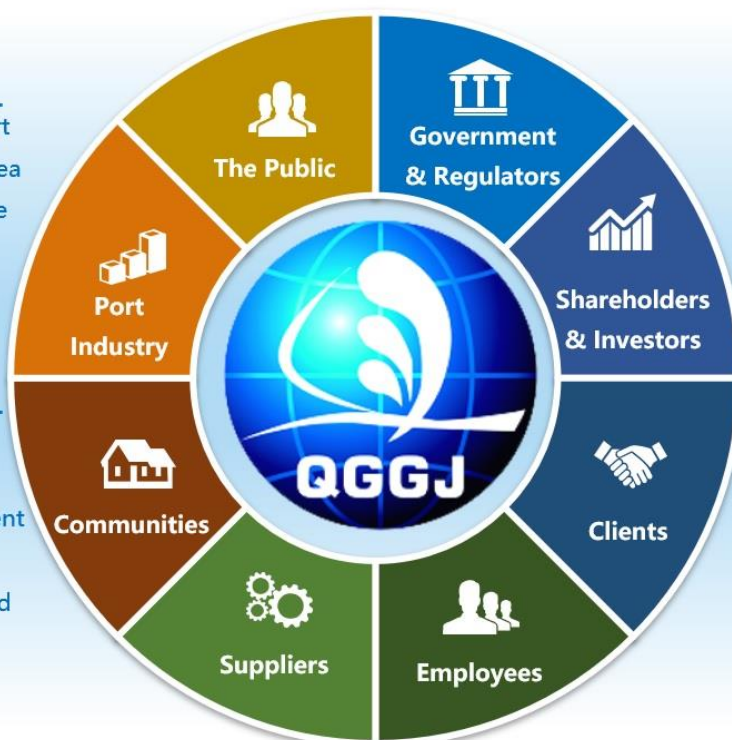 The Public
Government
& Regulators
Shareholders
& Investors
Clients
Employees
Suppliers
Communities
Port
Industry
QGGJ